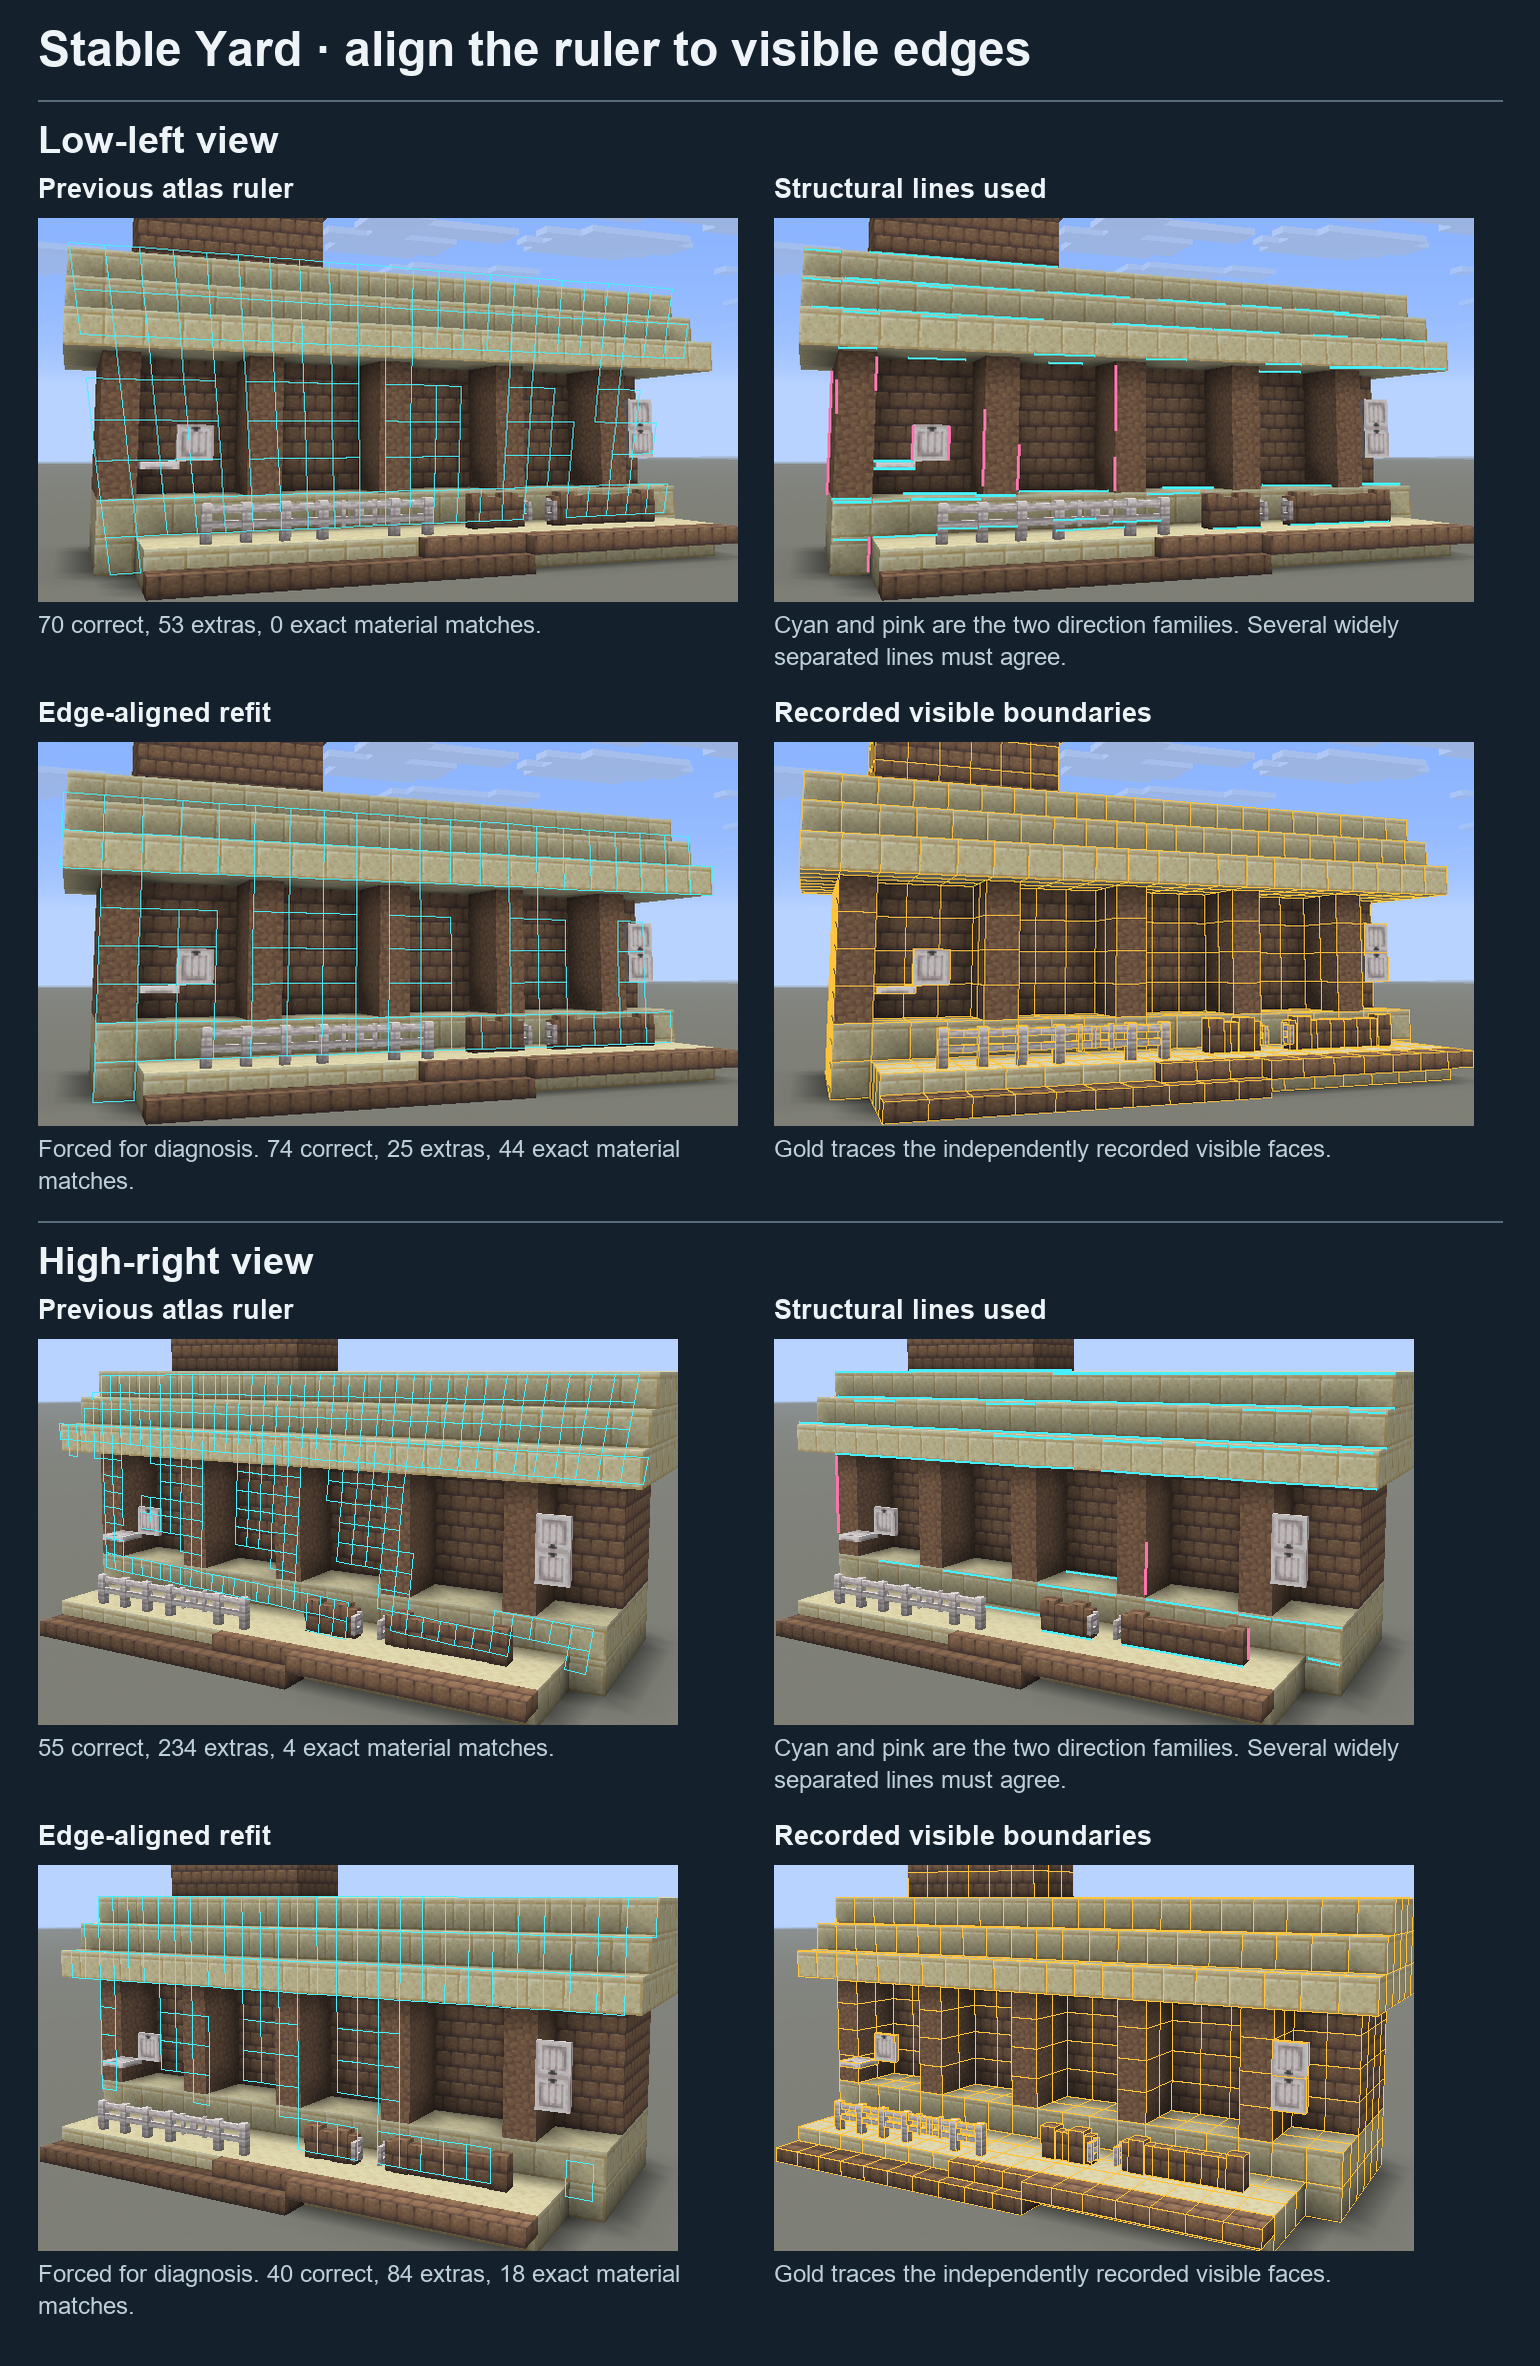 Stable Yard · align the ruler to visible edges
Low-left view
Previous atlas ruler
Structural lines used
70 correct, 53 extras, 0 exact material matches.
Cyan and pink are the two direction families. Several widely
separated lines must agree.
Edge-aligned refit
Recorded visible boundaries
Forced for diagnosis. 74 correct, 25 extras, 44 exact material
matches.
Gold traces the independently recorded visible faces.
High-right view
Previous atlas ruler
Structural lines used
55 correct, 234 extras, 4 exact material matches.
Cyan and pink are the two direction families. Several widely
separated lines must agree.
Edge-aligned refit
Recorded visible boundaries
Forced for diagnosis. 40 correct, 84 extras, 18 exact material
matches.
Gold traces the independently recorded visible faces.